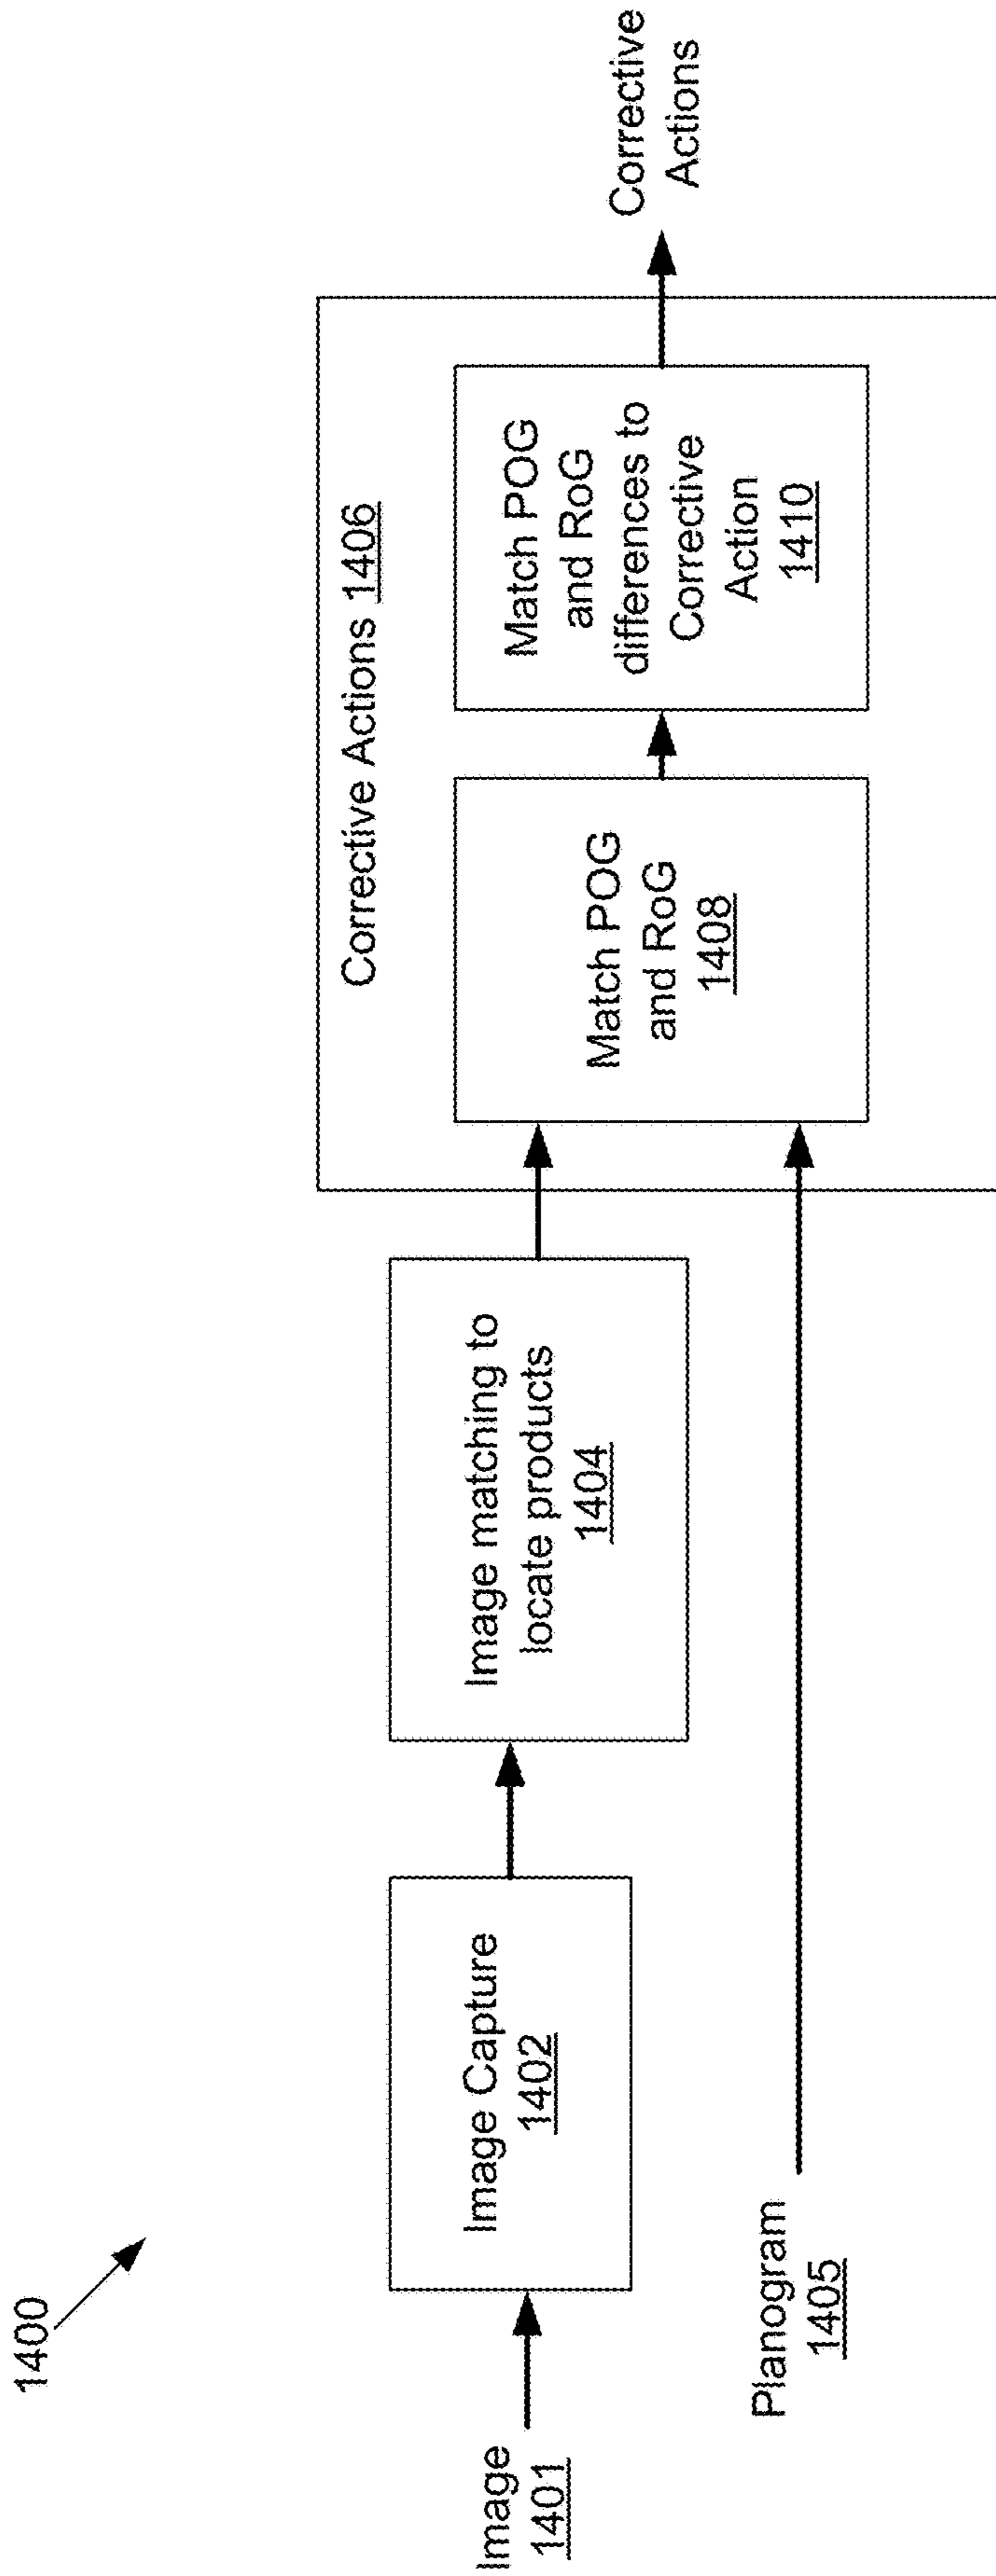 1400
Image
1401
Image Capture
1402
Image matching to
locate products
1404
Planogram
1405
Corrective Actions 1406
Match POG
and RoG
1408
Match POG
and RoG
differences to
Corrective
Action
1410
Corrective
Actions